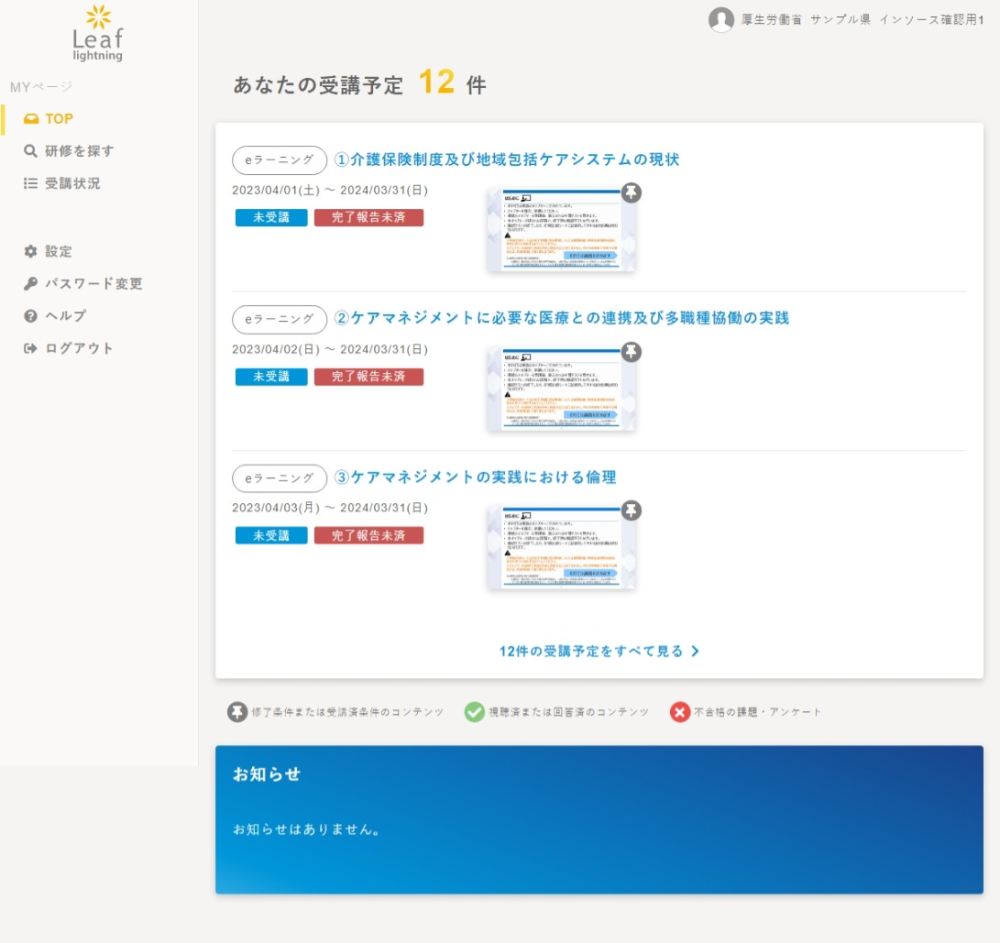 Leaf
lightning
厚生労働省 サンプル県 インソース確認用1
MYページ
TOP
研修を探す
受講状況
設定
パスワード変更
ヘルプ
ログアウト
あなたの受講予定 12 件
eラーニング ①介護保険制度及び地域包括ケアシステムの現状
2023/04/01(土) ～ 2024/03/31(日)
未受講 完了報告未済
はじめに
eラーニング ②ケアマネジメントに必要な医療との連携及び多職種協働の実践
2023/04/02(日) ～ 2024/03/31(日)
未受講 完了報告未済
はじめに
eラーニング ③ケアマネジメントの実践における倫理
2023/04/03(月) ～ 2024/03/31(日)
未受講 完了報告未済
はじめに
12件の受講予定をすべて見る
修了条件または受講済条件のコンテンツ 視聴済または回答済のコンテンツ 不合格の課題・アンケート
お知らせ
お知らせはありません。